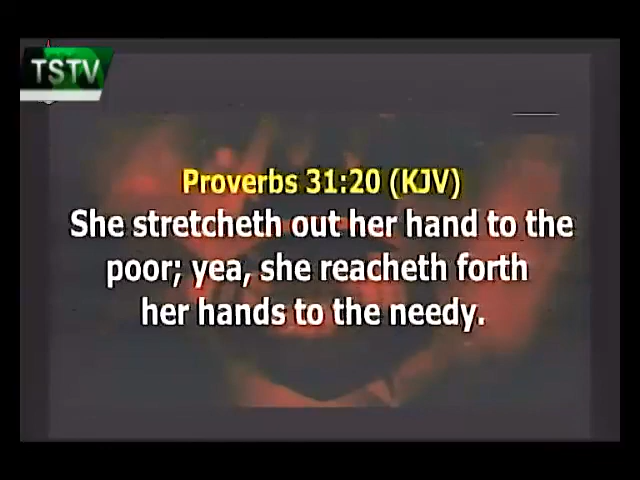 TSTV
Proverbs 31:20 (KJV)
She stretcheth out her hand to the
poor; yea, she reacheth forth
her hands to the needy.